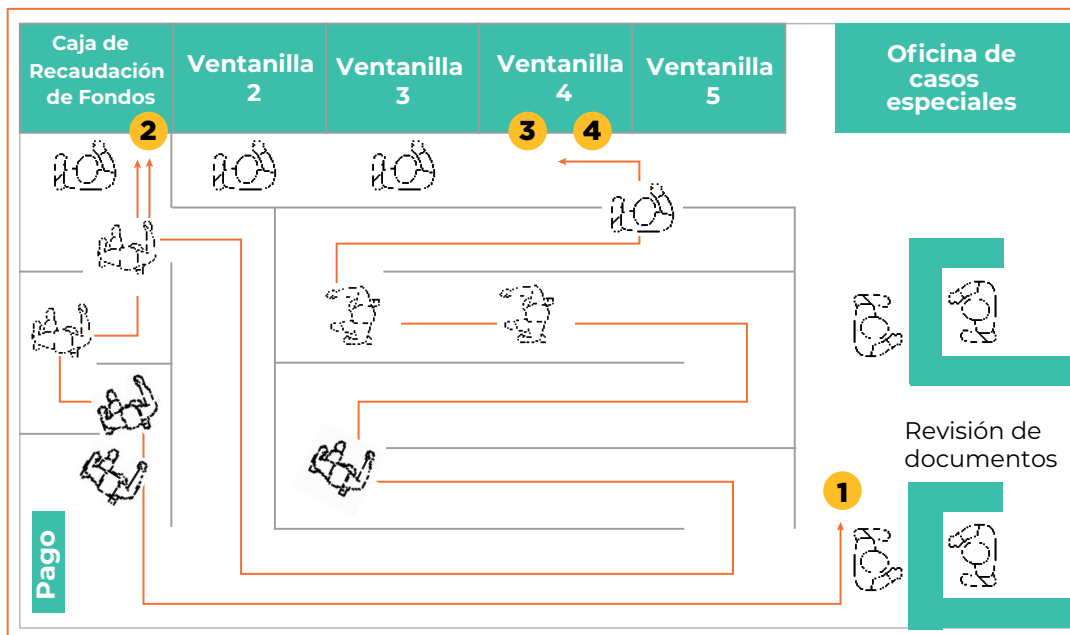 Caja de
Recaudación
de Fondos
Ventanilla
2
Ventanilla
3
Ventanilla
4
Ventanilla
5
Oficina de
casos
especiales
2
3
4
Revisión de
documentos
1
Pago